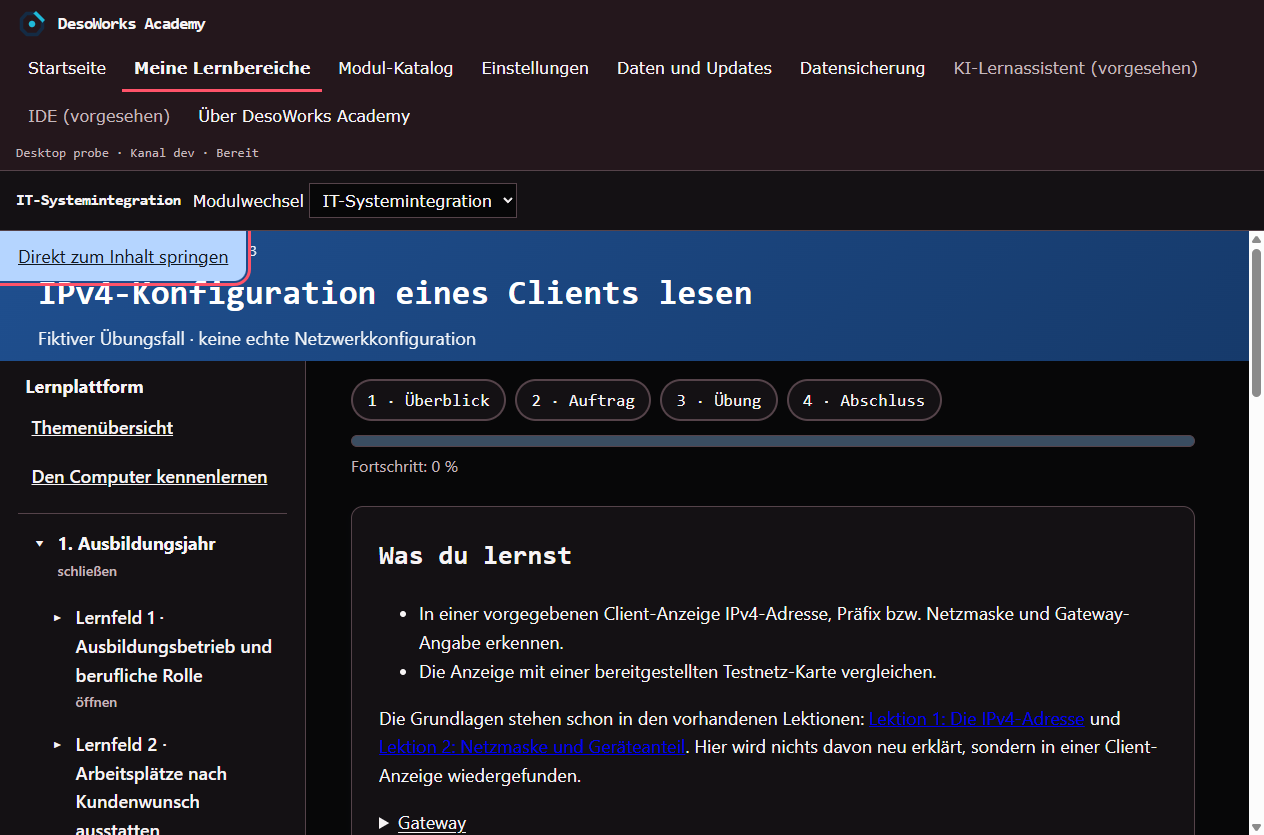 DesoWorks Academy
Startseite Meine Lernbereiche Modul-Katalog Einstellungen Daten und Updates Datensicherung KI-Lernassistent (vorgesehen)
IDE (vorgesehen) Über DesoWorks Academy
Desktop probe · Kanal dev · Bereit
IT-Systemintegration Modulwechsel IT-Systemintegration
Direkt zum Inhalt springen 3
IPv4-Konfiguration eines Clients lesen
Fiktiver Übungsfall · keine echte Netzwerkkonfiguration
Lernplattform
Themenübersicht
Den Computer kennenlernen
▾ 1. Ausbildungsjahr
schließen
▸ Lernfeld 1 ·
Ausbildungsbetrieb und
berufliche Rolle
öffnen
▸ Lernfeld 2 ·
Arbeitsplätze nach
Kundenwunsch
ausstatten
1 · Überblick 2 · Auftrag 3 · Übung 4 · Abschluss
Fortschritt: 0 %
Was du lernst
• In einer vorgegebenen Client-Anzeige IPv4-Adresse, Präfix bzw. Netzmaske und Gateway-
Angabe erkennen.
• Die Anzeige mit einer bereitgestellten Testnetz-Karte vergleichen.
Die Grundlagen stehen schon in den vorhandenen Lektionen: Lektion 1: Die IPv4-Adresse und
Lektion 2: Netzmaske und Geräteanteil. Hier wird nichts davon neu erklärt, sondern in einer Client-
Anzeige wiedergefunden.
▶ Gateway